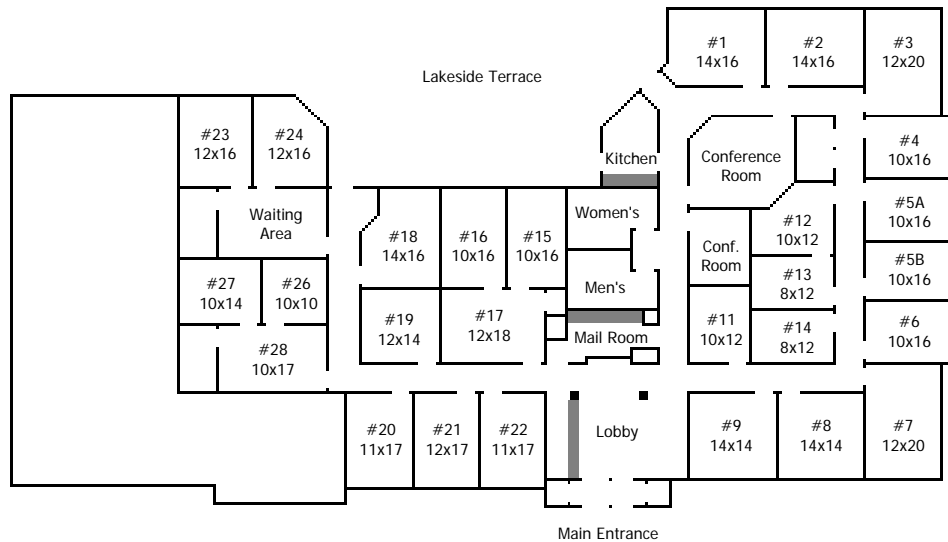 #1
14x16
#2
14x16
#3
12x20
Lakeside Terrace
#23
12x16
#24
12x16
Kitchen
Conference
Room
#4
10x16
Waiting
Area
Women's
#18
14x16
#16
10x16
#15
10x16
#12
10x12
#5A
10x16
Conf.
Room
#13
8x12
#5B
10x16
#27
10x14
#26
10x10
Men's
#19
12x14
#17
12x18
Mail Room
#11
10x12
#14
8x12
#6
10x16
#28
10x17
#20
11x17
#21
12x17
#22
11x17
Lobby
#9
14x14
#8
14x14
#7
12x20
Main Entrance